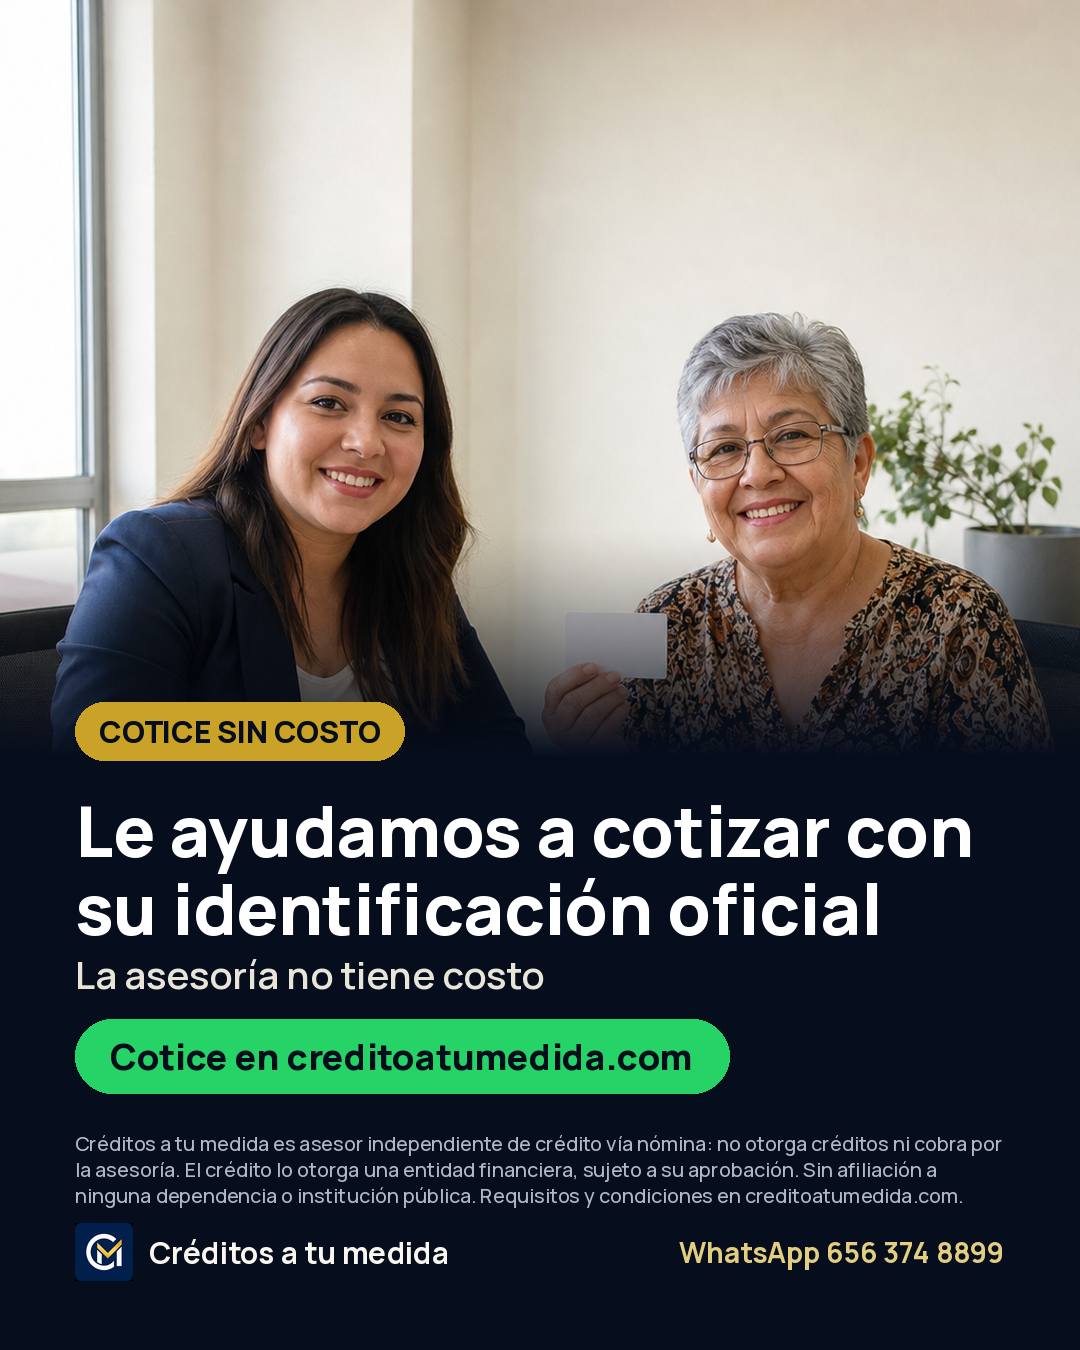 COTICE SIN COSTO
Le ayudamos a cotizar con
su identificación oficial
La asesoría no tiene costo
Cotice en creditoatumedida.com
Créditos a tu medida es asesor independiente de crédito vía nómina: no otorga créditos ni cobra por
la asesoría. El crédito lo otorga una entidad financiera, sujeto a su aprobación. Sin afiliación a
ninguna dependencia o institución pública. Requisitos y condiciones en creditoatumedida.com.
Créditos a tu medida
WhatsApp 656 374 8899